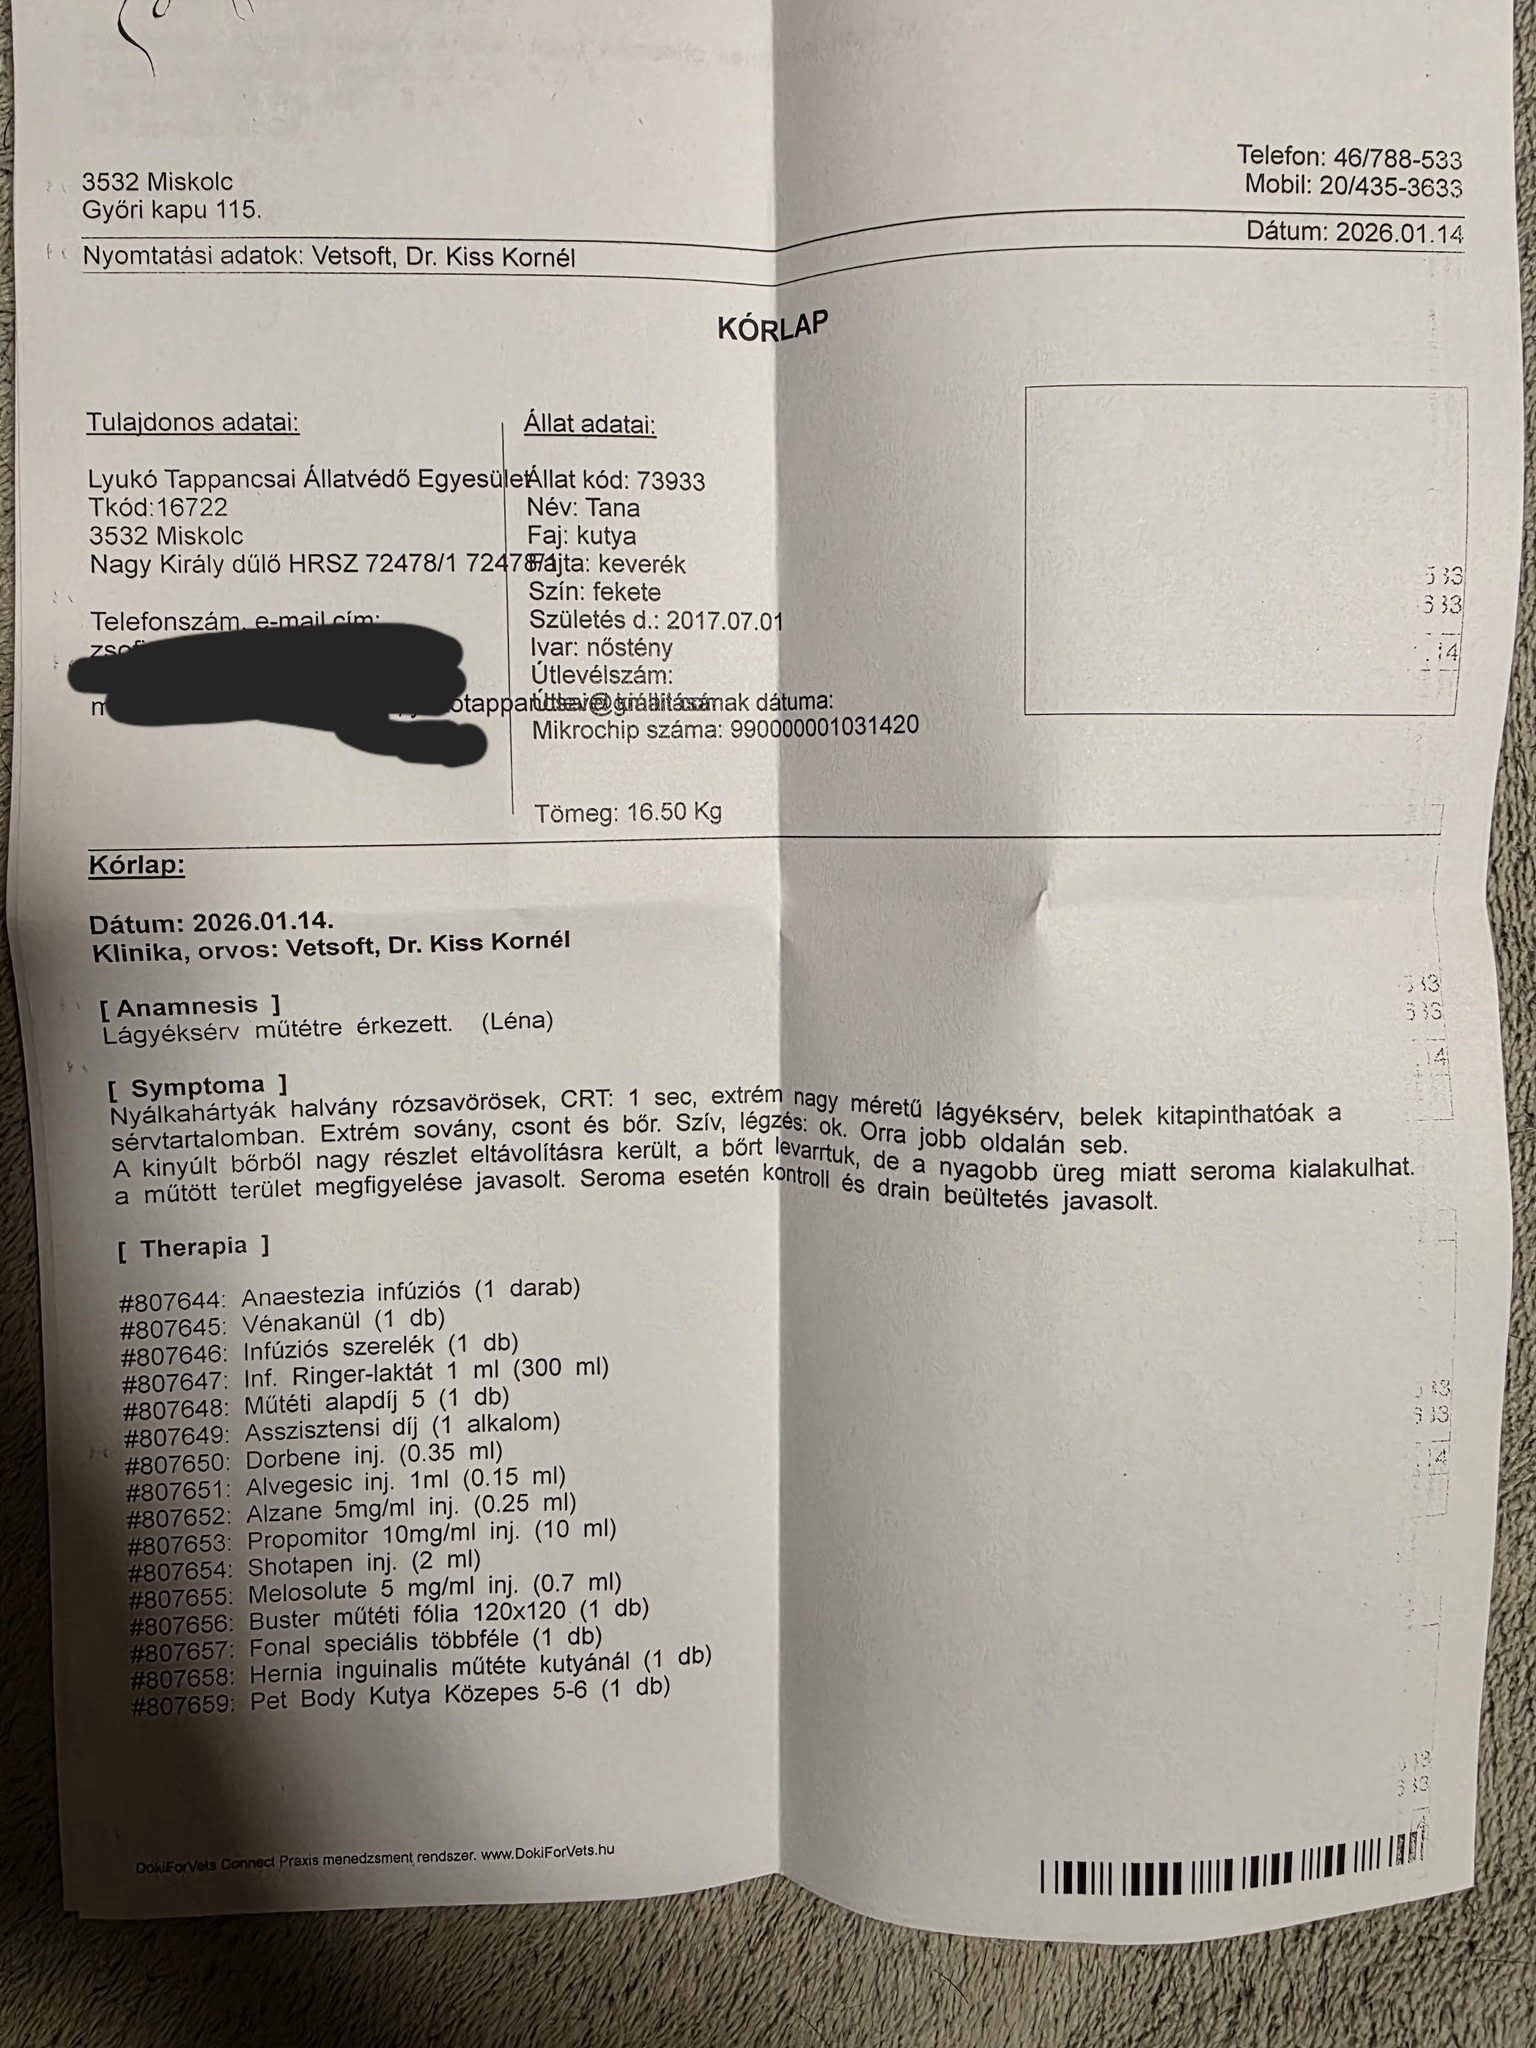 3532 Miskolc
Győri kapu 115.
Telefon: 46/788-533
Mobil: 20/435-3633
Nyomtatási adatok: Vetsoft, Dr. Kiss Kornél
Dátum: 2026.01.14
KÓRLAP
Tulajdonos adatai:
Lyukó Tappancsai Állatvédő Egyesület
Tkód:16722
3532 Miskolc
Nagy Király dűlő HRSZ 72478/1 72478/1
Telefonszám, e-mail cím:
Állat adatai:
Állat kód: 73933
Név: Tana
Faj: kutya
Fajta: keverék
Szín: fekete
Születés d.: 2017.07.01
Ivar: nőstény
Útlevélszám:
dátuma:
Mikrochip száma: 990000001031420
Tömeg: 16.50 Kg
Kórlap:
Dátum: 2026.01.14.
Klinika, orvos: Vetsoft, Dr. Kiss Kornél
[ Anamnesis ]
Lágyéksérv műtétre érkezett. (Léna)
[ Symptoma ]
Nyálkahártyák halvány rózsavörösek, CRT: 1 sec, extrém nagy méretű lágyéksérv, belek kitapinthatóak a
sérvtartalomban. Extrém sovány, csont és bőr. Szív, légzés: ok. Orra jobb oldalán seb.
A kinyúlt bőrből nagy részlet eltávolításra került, a bőrt levarrtuk, de a nyagobb üreg miatt seroma kialakulhat.
a műtött terület megfigyelése javasolt. Seroma esetén kontroll és drain beültetés javasolt.
[ Therapia ]
#807644: Anaestezia infúziós (1 darab)
#807645: Vénakanül (1 db)
#807646: Infúziós szerelék (1 db)
#807647: Inf. Ringer-laktát 1 ml (300 ml)
#807648: Műtéti alapdíj 5 (1 db)
#807649: Asszisztensi díj (1 alkalom)
#807650: Dorbene inj. (0.35 ml)
#807651: Alvegesic inj. 1ml (0.15 ml)
#807652: Alzane 5mg/ml inj. (0.25 ml)
#807653: Propomitor 10mg/ml inj. (10 ml)
#807654: Shotapen inj. (2 ml)
#807655: Melosolute 5 mg/ml inj. (0.7 ml)
#807656: Buster műtéti fólia 120x120 (1 db)
#807657: Fonal speciális többféle (1 db)
#807658: Hernia inguinalis műtéte kutyánál (1 db)
#807659: Pet Body Kutya Közepes 5-6 (1 db)
DokiForVets Connect Praxis menedzsment rendszer. www.DokiForVets.hu